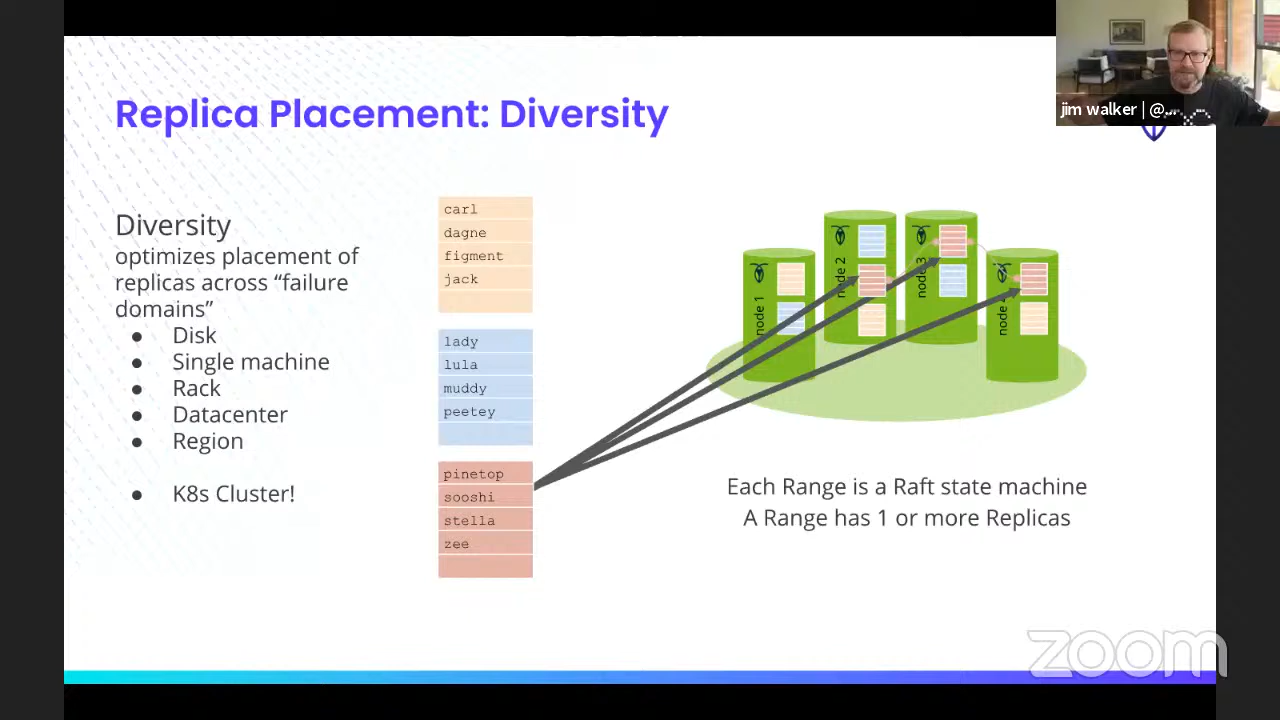 jim walker | @...
Replica Placement: Diversity
Diversity
optimizes placement of
replicas across “failure
domains”
● Disk
● Single machine
● Rack
● Datacenter
● Region
● K8s Cluster!
carl
dagne
figment
jack
lady
lula
muddy
peetey
pinetop
sooshi
stella
zee
node 1
node 2
node 3
node
Each Range is a Raft state machine
A Range has 1 or more Replicas
zoom